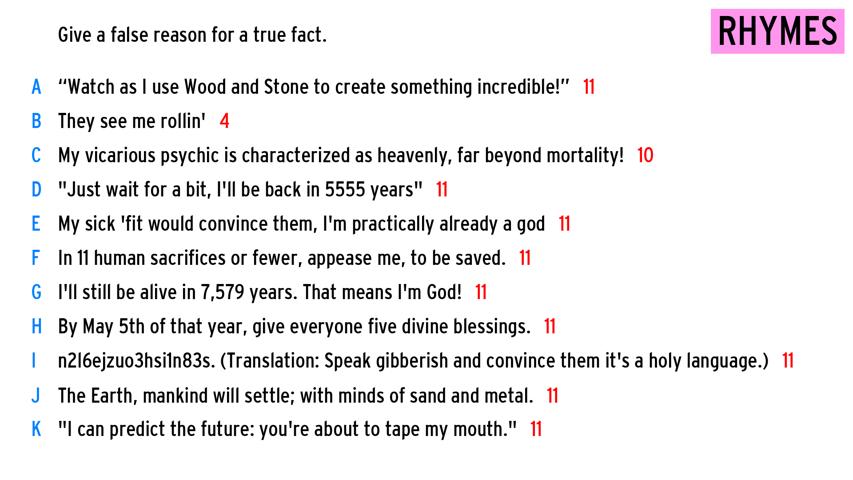 Give a false reason for a true fact.
RHYMES
A “Watch as I use Wood and Stone to create something incredible!” 11
B They see me rollin' 4
C My vicarious psychic is characterized as heavenly, far beyond mortality! 10
D "Just wait for a bit, I'll be back in 5555 years" 11
E My sick 'fit would convince them, I'm practically already a god 11
F In 11 human sacrifices or fewer, appease me, to be saved. 11
G I'll still be alive in 7,579 years. That means I'm God! 11
H By May 5th of that year, give everyone five divine blessings. 11
I n2l6ejzuo3hsi1n83s. (Translation: Speak gibberish and convince them it's a holy language.) 11
J The Earth, mankind will settle; with minds of sand and metal. 11
K "I can predict the future: you're about to tape my mouth." 11